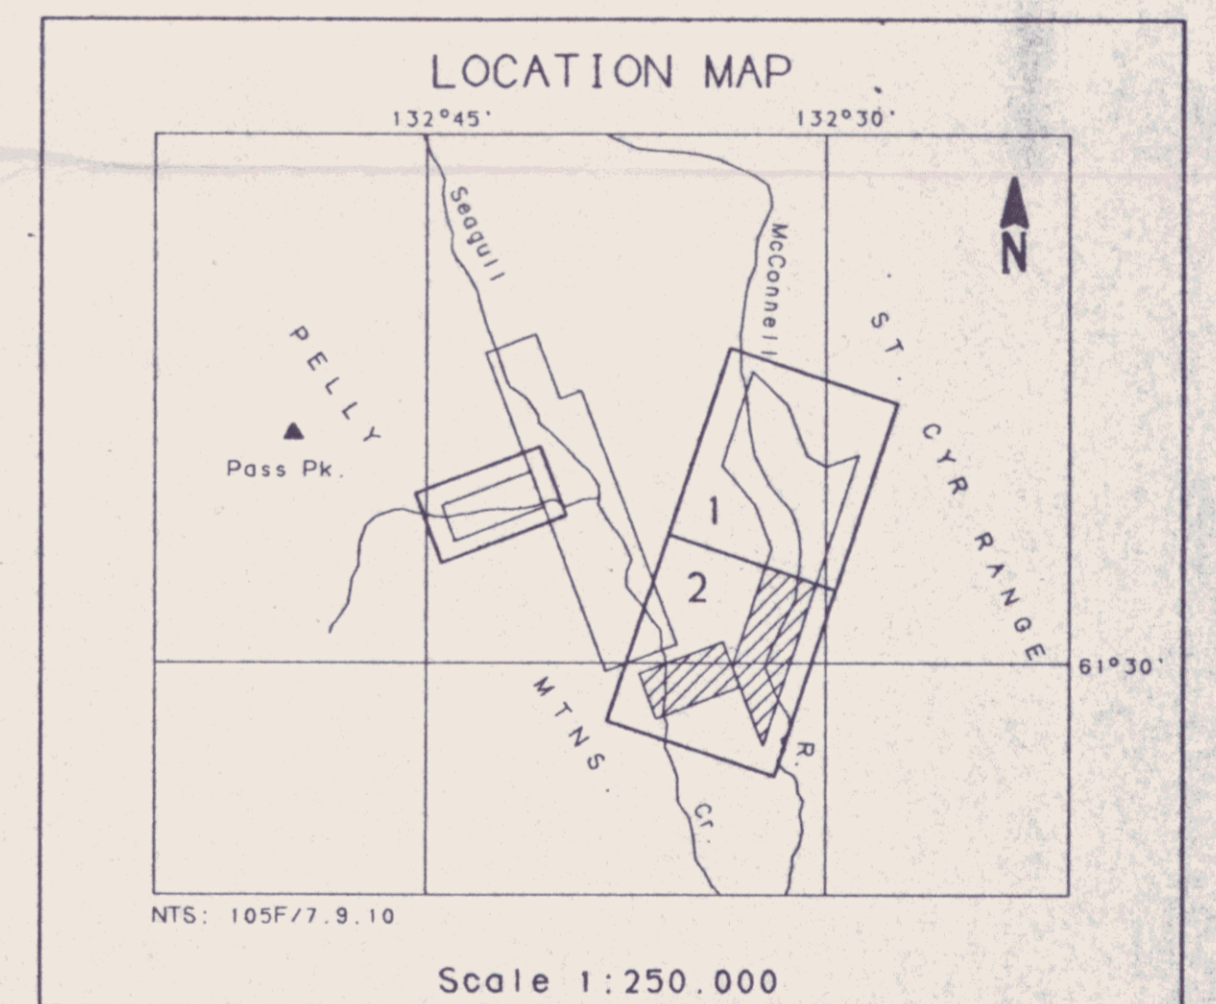 LOCATION MAP
132°45'
132°30'
Seagull
McConnell
N
ST CYR RANGE
PELLY
Pass Pk.
1
2
61°30'
MTNS
R.
Cr.
NTS: 105F/7.9.10
Scale 1:250.000